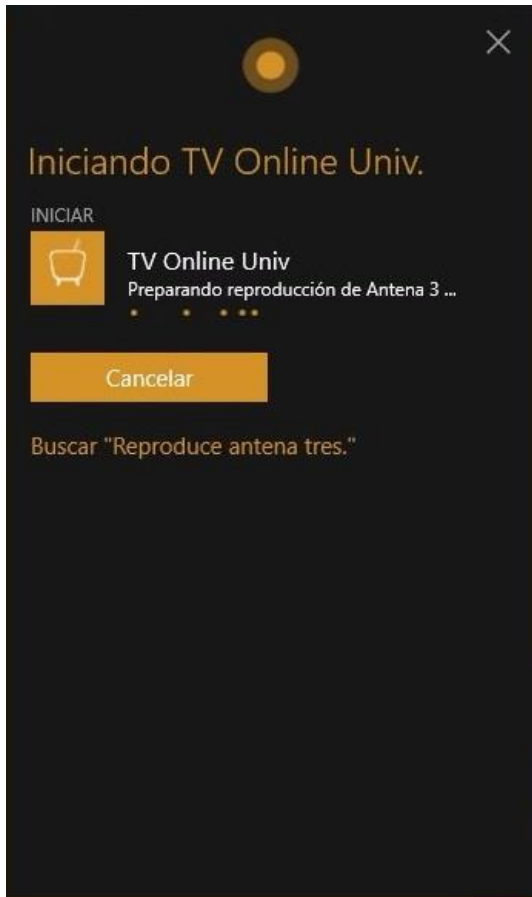 Iniciando TV Online Univ.
INICIAR
TV Online Univ
Preparando reproducción de Antena 3 ...
Cancelar
Buscar "Reproduce antena tres."